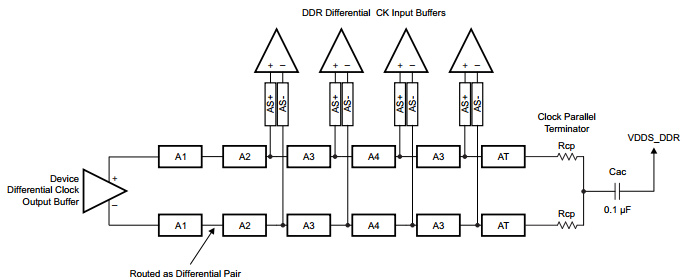 DDR Differential CK Input Buffers
+ − + − + − + −
AS+ AS- AS+ AS- AS+ AS- AS+ AS-
Clock Parallel
Terminator
Rcp
VDDS_DDR
A1 A2 A3 A4 A3 AT
Device
Differential Clock
Output Buffer
+
−
Cac
0.1 µF
Rcp
A1 A2 A3 A4 A3 AT
Routed as Differential Pair